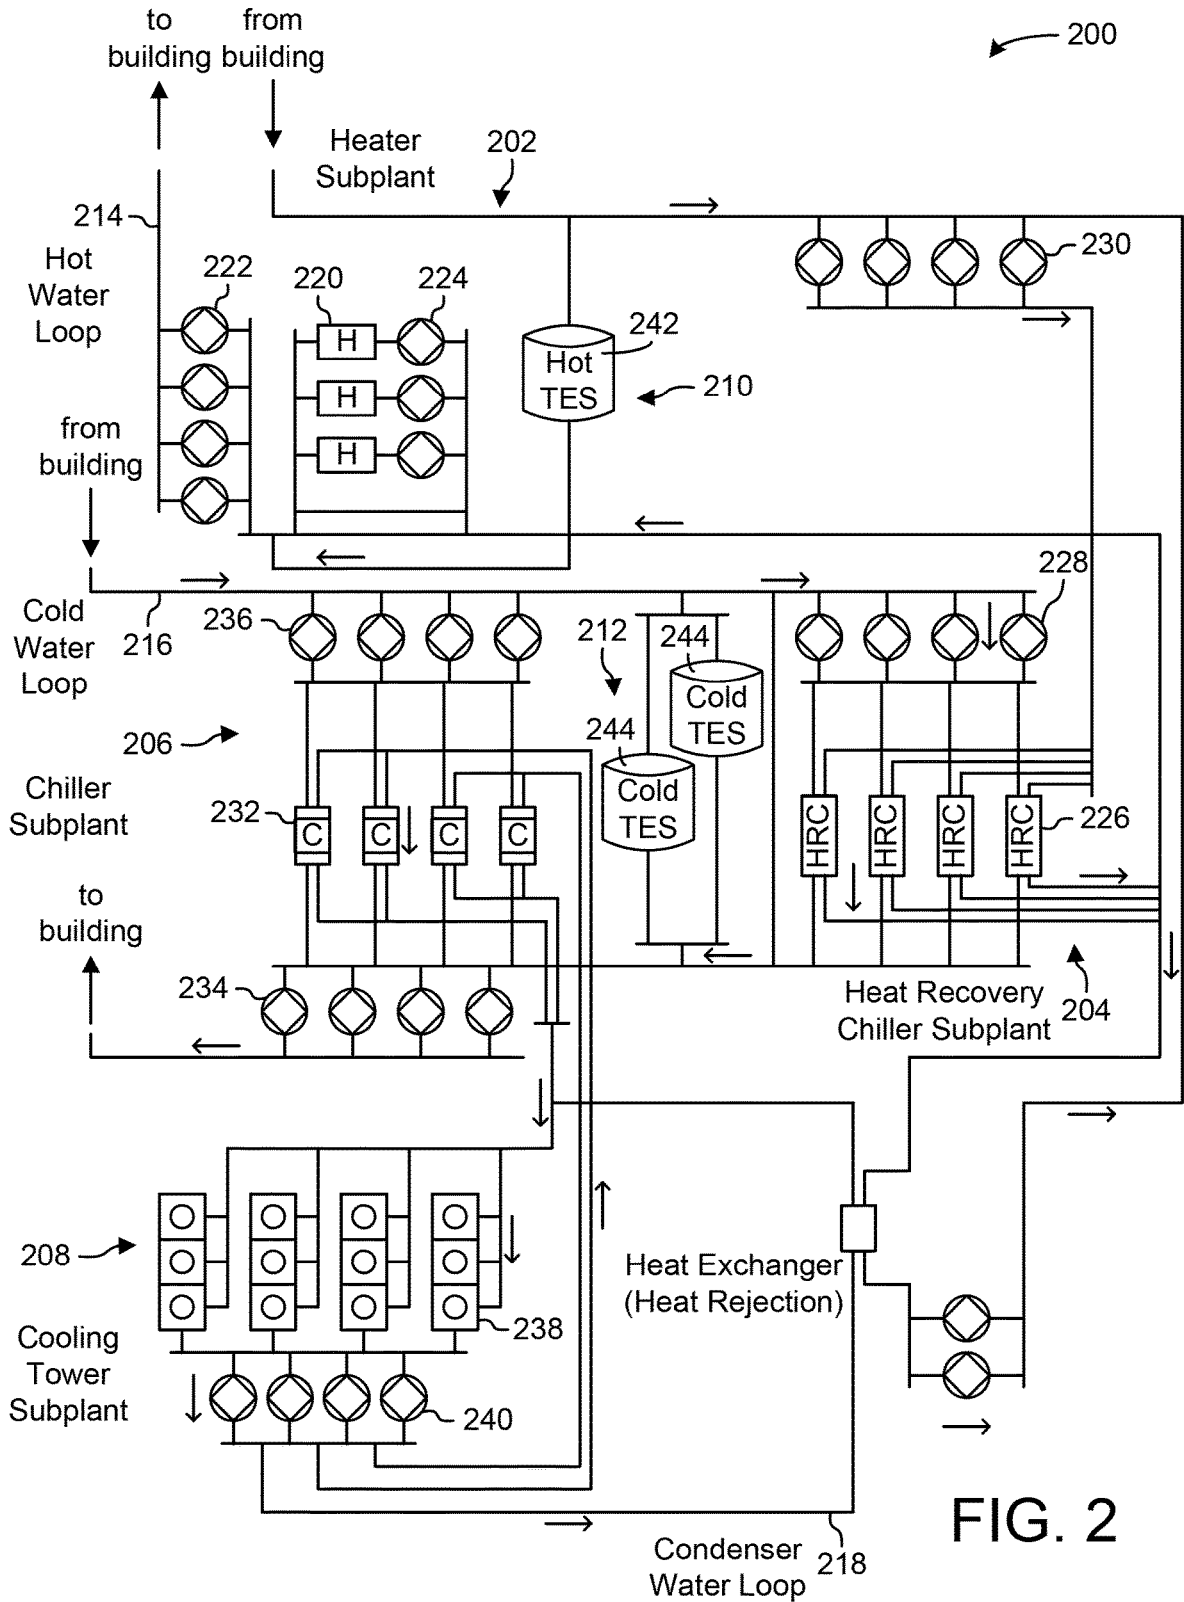 to
building
from
building
200
Heater
Subplant
202
214
Hot
Water
Loop
222
220
224
H
H
H
Hot
TES
242
210
230
from
building
Cold
Water
Loop
216
236
212
244
Cold
TES
244
Cold
TES
228
206
Chiller
Subplant
232
C
C
C
C
HRC
HRC
HRC
HRC
226
to
building
234
Heat Recovery
Chiller Subplant
204
208
Cooling
Tower
Subplant
238
240
Heat Exchanger
(Heat Rejection)
Condenser
Water Loop
218
FIG. 2